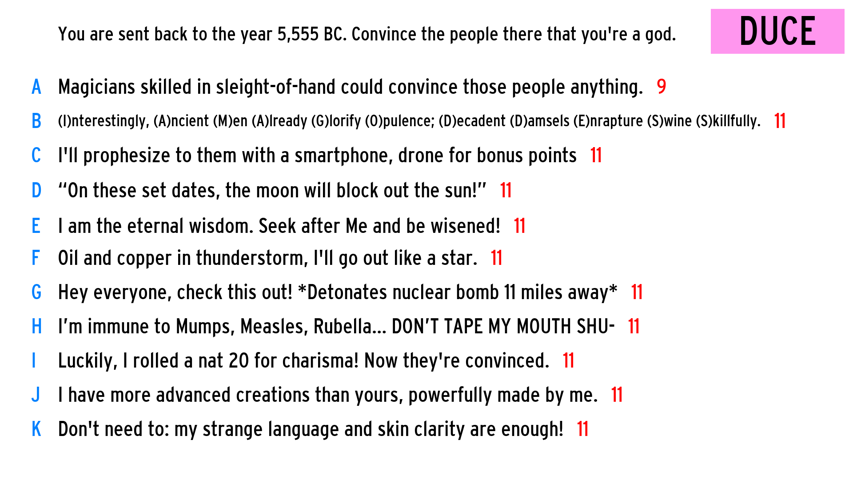 You are sent back to the year 5,555 BC. Convince the people there that you're a god.
DUCE
A Magicians skilled in sleight-of-hand could convince those people anything. 9
B (I)nterestingly, (A)ncient (M)en (A)lready (G)lorify (O)pulence; (D)ecadent (D)amsels (E)nrapture (S)wine (S)killfully. 11
C I'll prophesize to them with a smartphone, drone for bonus points 11
D “On these set dates, the moon will block out the sun!” 11
E I am the eternal wisdom. Seek after Me and be wisened! 11
F Oil and copper in thunderstorm, I'll go out like a star. 11
G Hey everyone, check this out! *Detonates nuclear bomb 11 miles away* 11
H I’m immune to Mumps, Measles, Rubella... DON’T TAPE MY MOUTH SHU- 11
I Luckily, I rolled a nat 20 for charisma! Now they're convinced. 11
J I have more advanced creations than yours, powerfully made by me. 11
K Don't need to: my strange language and skin clarity are enough! 11